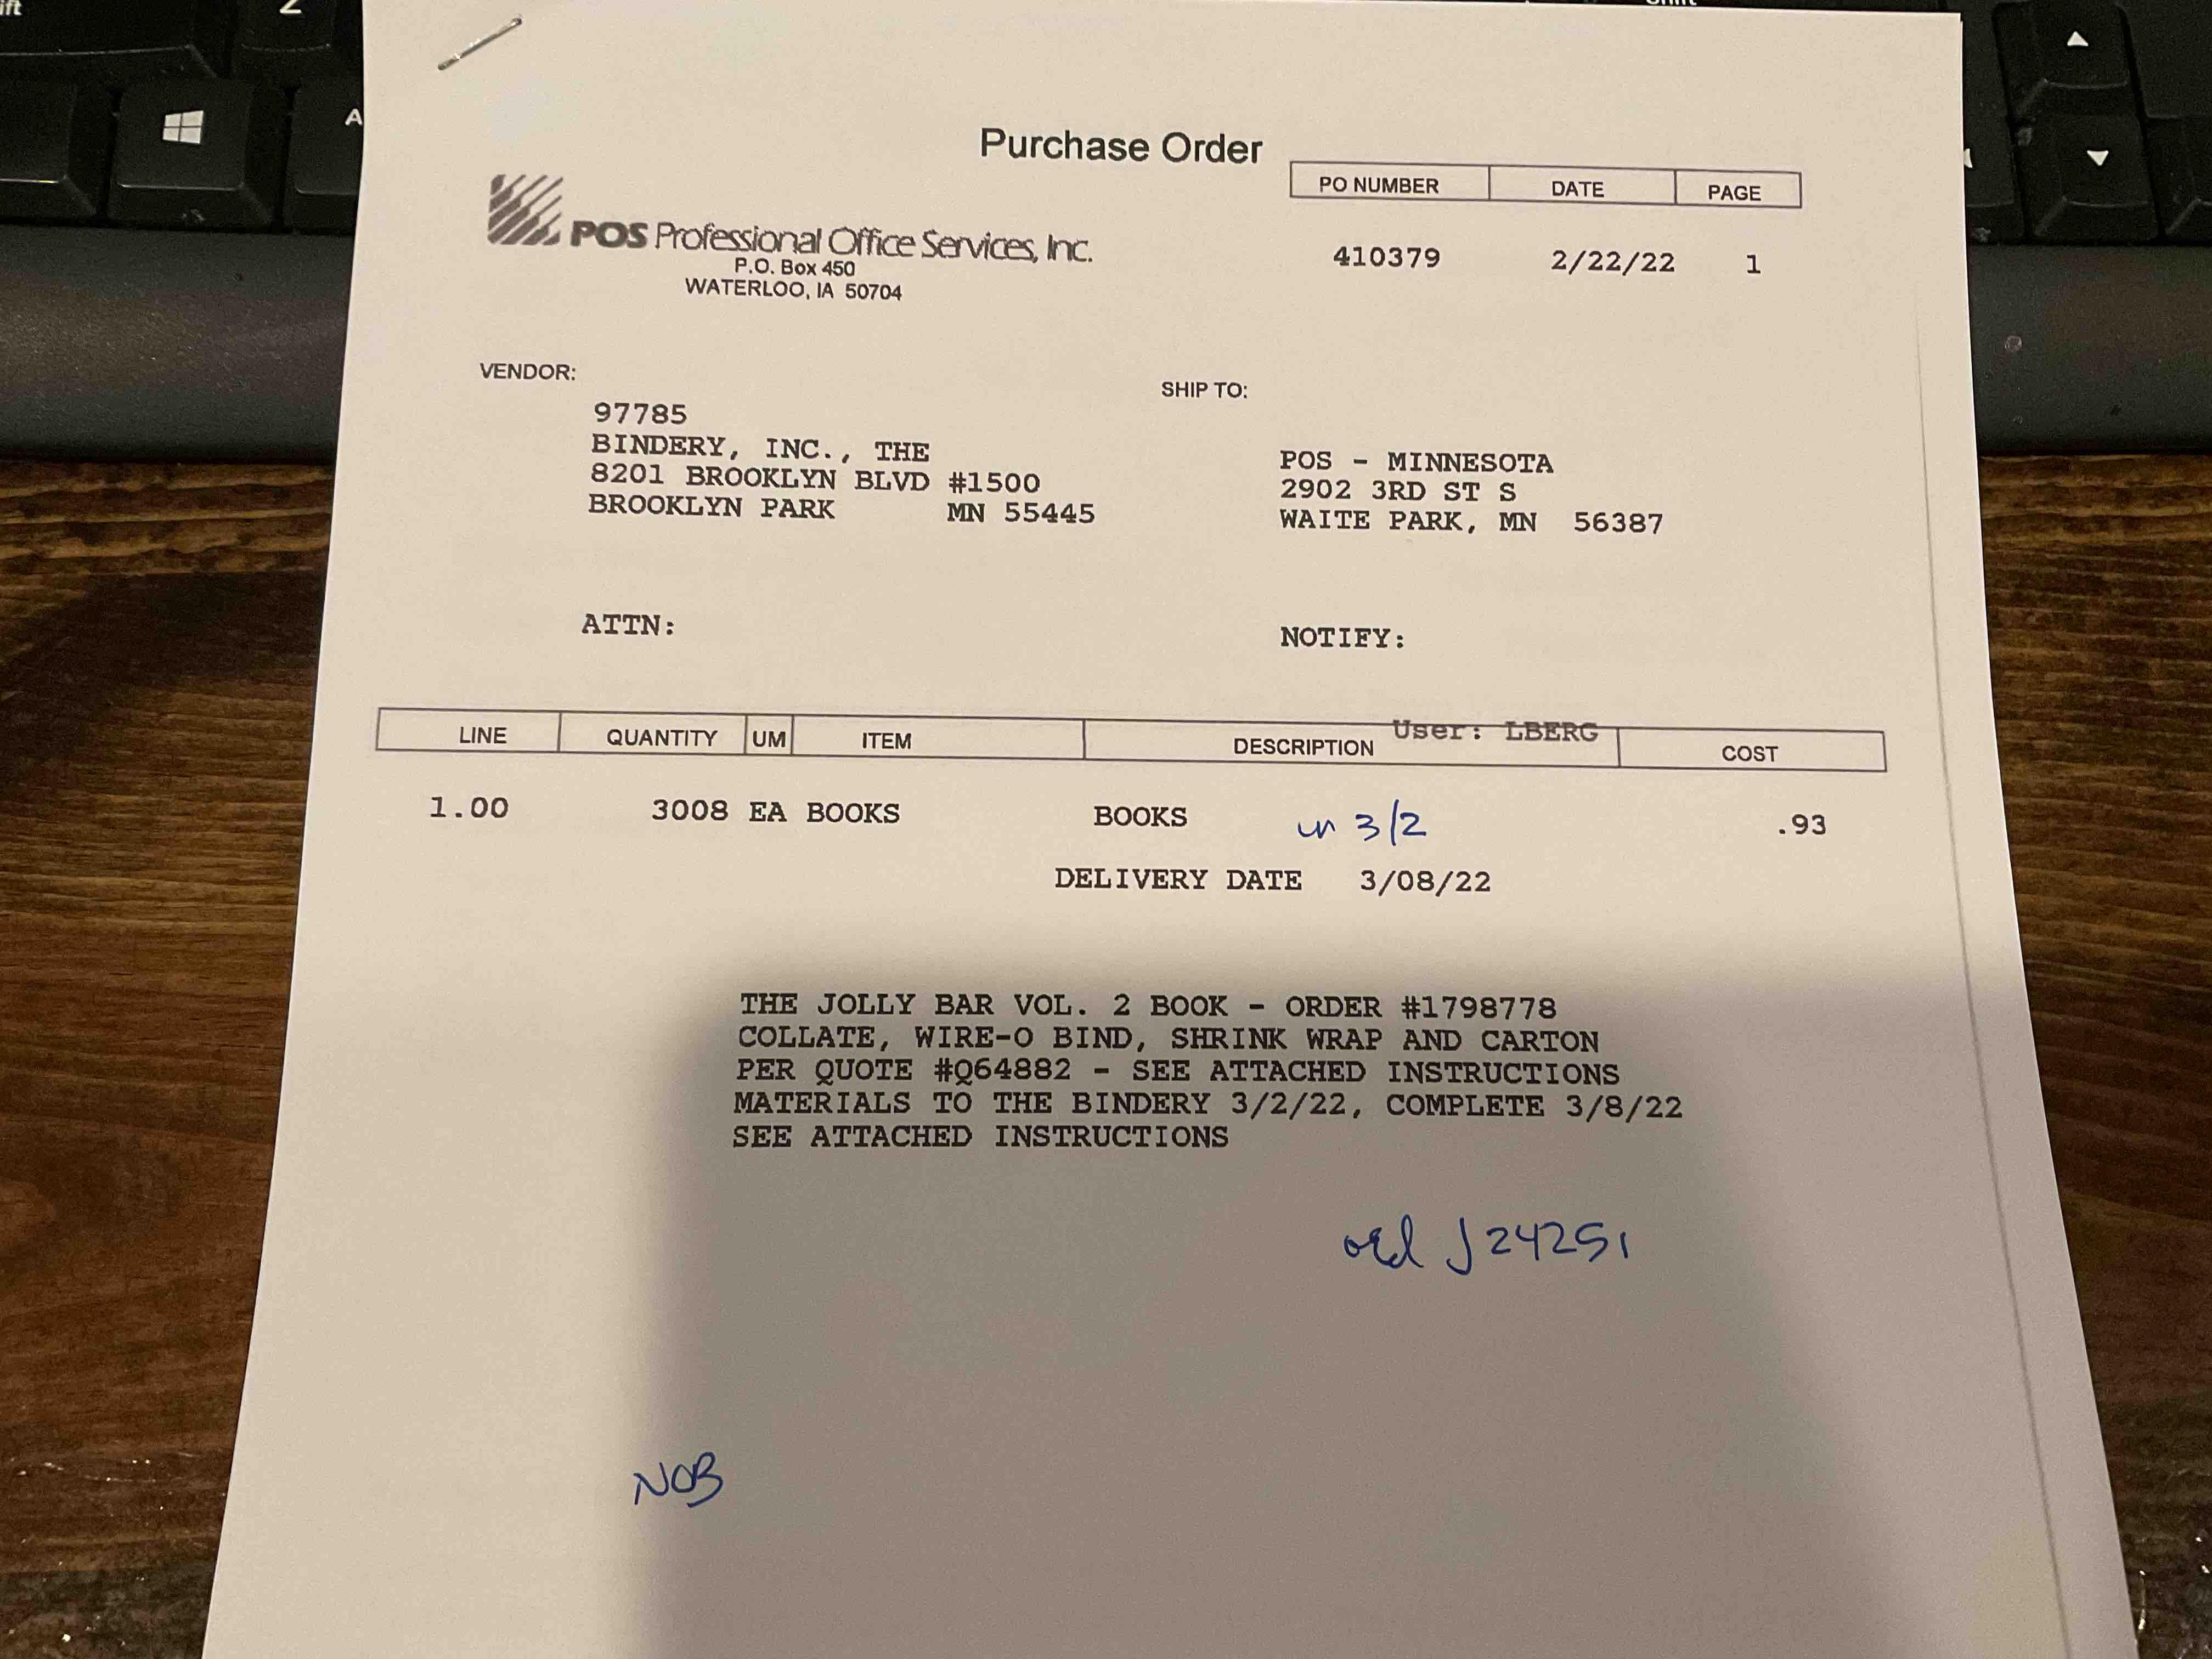 ift
Z
Shift
A
Purchase Order
PO NUMBER DATE PAGE
410379 2/22/22 1
POS Professional Office Services, Inc.
P.O. Box 450
WATERLOO, IA 50704
VENDOR:
97785
BINDERY, INC., THE
8201 BROOKLYN BLVD #1500
BROOKLYN PARK MN 55445
SHIP TO:
POS - MINNESOTA
2902 3RD ST S
WAITE PARK, MN 56387
ATTN:
NOTIFY:
User: LBERG
LINE QUANTITY UM ITEM DESCRIPTION COST
1.00 3008 EA BOOKS BOOKS in 3/2 .93
DELIVERY DATE 3/08/22
THE JOLLY BAR VOL. 2 BOOK - ORDER #1798778
COLLATE, WIRE-O BIND, SHRINK WRAP AND CARTON
PER QUOTE #Q64882 - SEE ATTACHED INSTRUCTIONS
MATERIALS TO THE BINDERY 3/2/22, COMPLETE 3/8/22
SEE ATTACHED INSTRUCTIONS
J24251
NOB